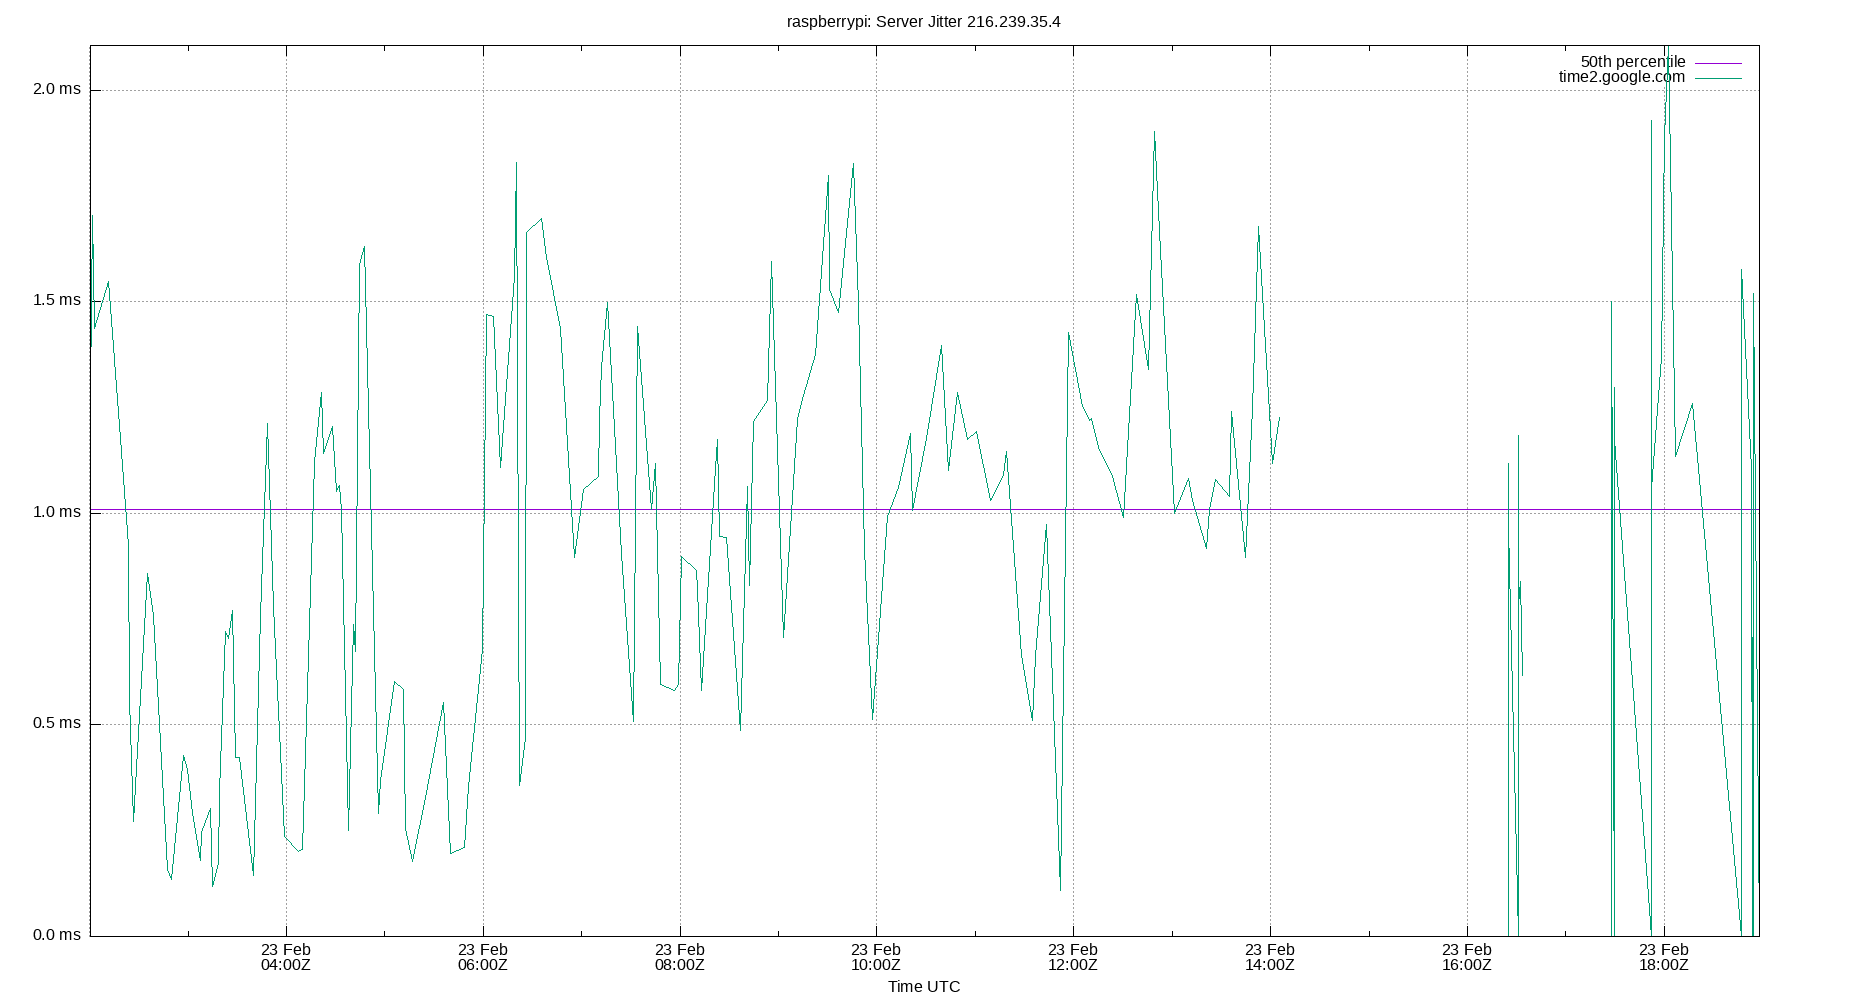 raspberrypi: Server Jitter 216.239.35.4
50th percentile
time2.google.com
2.0 ms
1.5 ms
1.0 ms
0.5 ms
0.0 ms
23 Feb 23 Feb 23 Feb 23 Feb 23 Feb 23 Feb 23 Feb 23 Feb
04:00Z 06:00Z 08:00Z 10:00Z 12:00Z 14:00Z 16:00Z 18:00Z
Time UTC